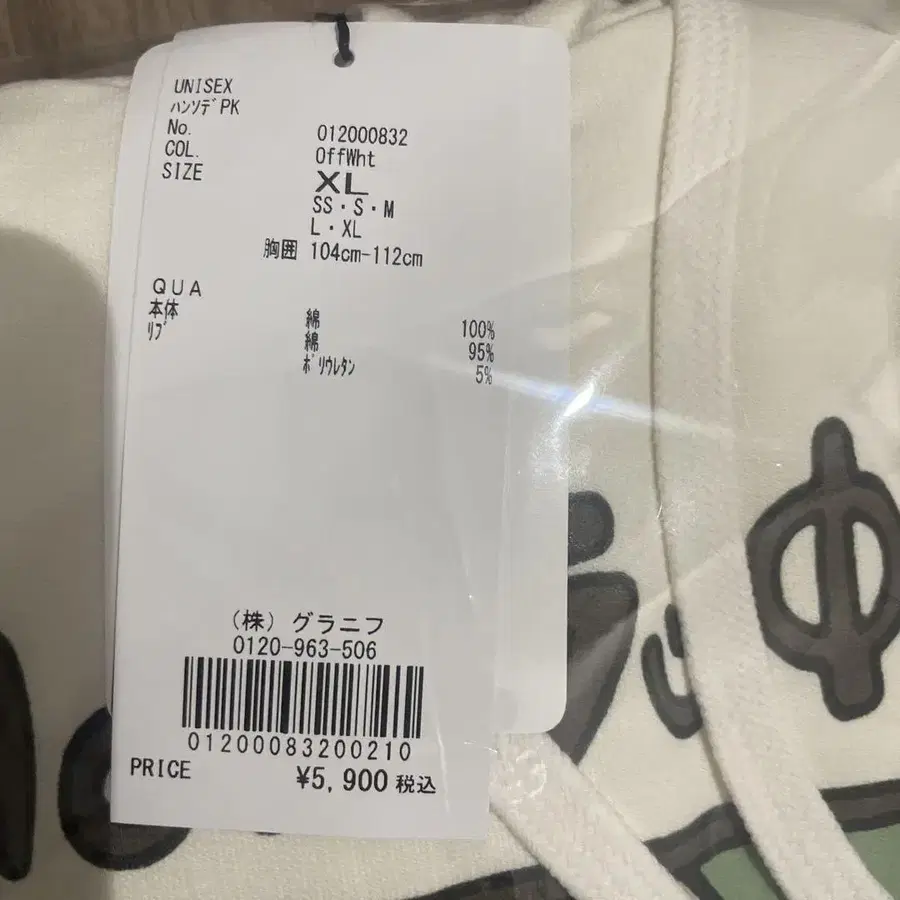 UNISEX
ハンソデPK
No. 012000832
COL. OffWht
SIZE XL
SS・S・M
L・XL
胸囲 104cm-112cm
QUA
本体 綿 100%
リブ 綿 95%
ポリウレタン 5%
(株) グラニフ
0120-963-506
01200083200210
PRICE ¥5,900 税込